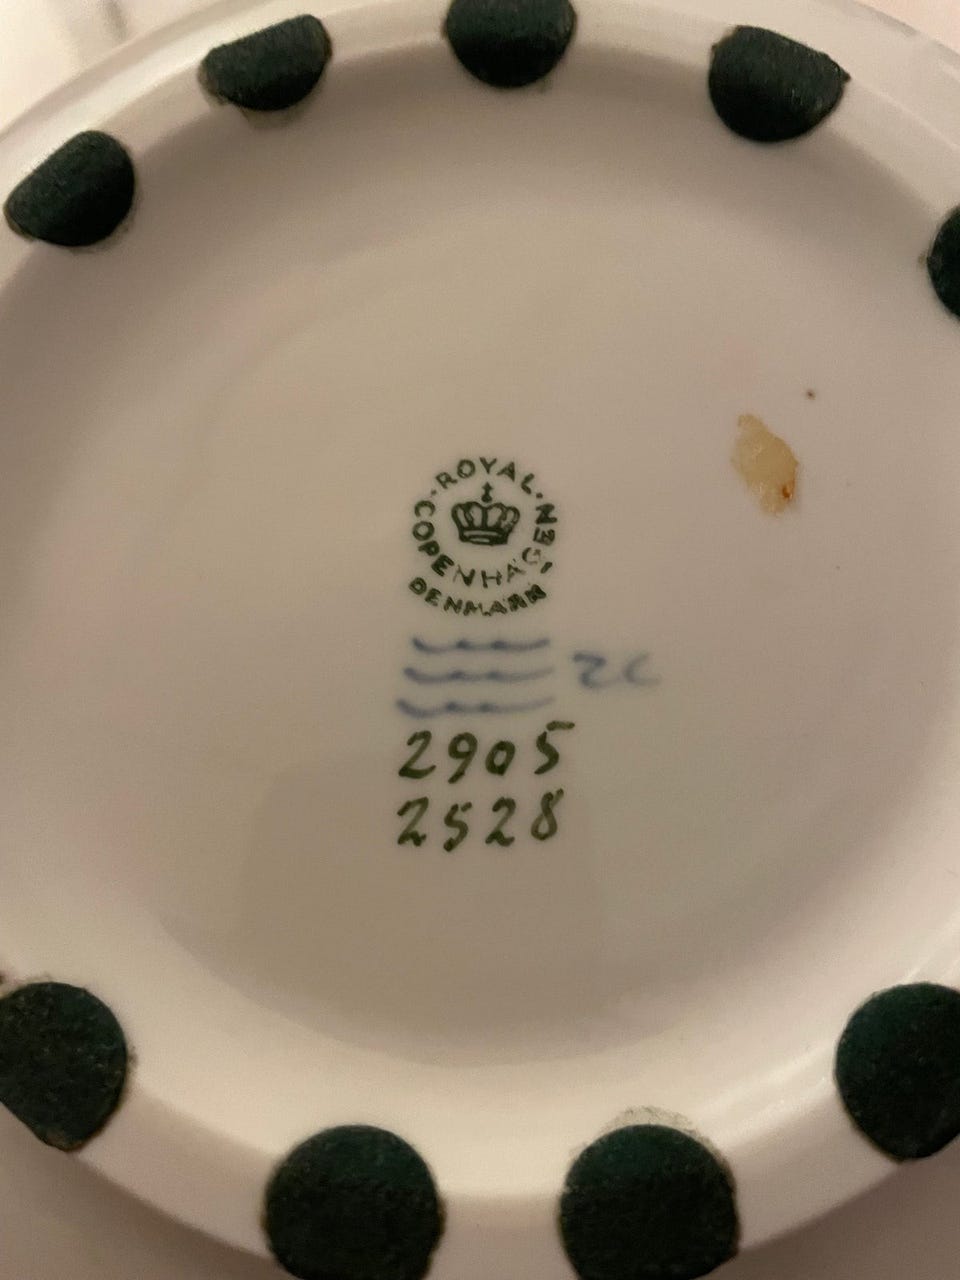 ROYAL
COPENHAGEN
DENMARK
2905
2528